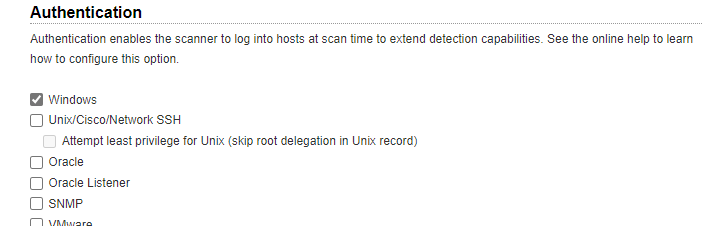 Authentication
Authentication enables the scanner to log into hosts at scan time to extend detection capabilities. See the online help to learn
how to configure this option.
Windows
Unix/Cisco/Network SSH
Attempt least privilege for Unix (skip root delegation in Unix record)
Oracle
Oracle Listener
SNMP
VMware